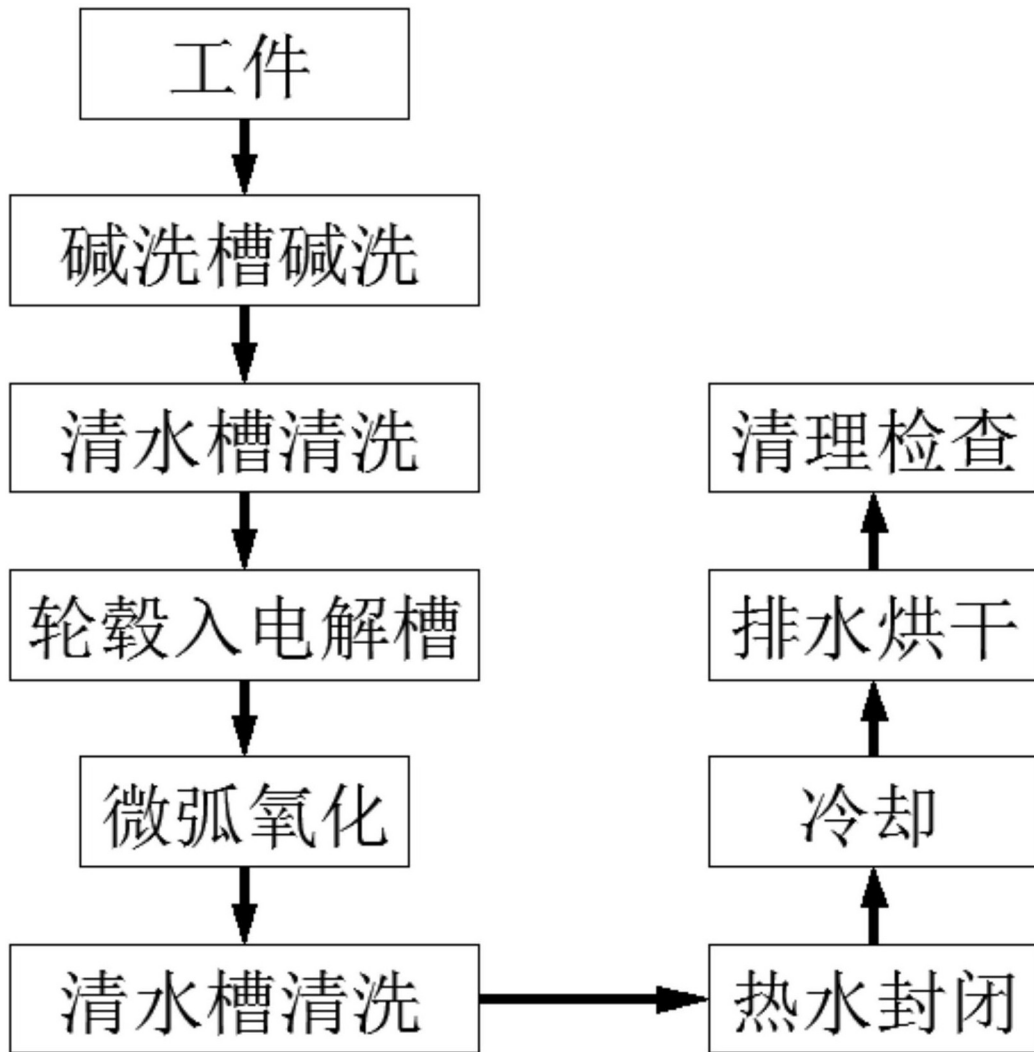 工件
碱洗槽碱洗
清水槽清洗
轮毂入电解槽
微弧氧化
清水槽清洗
热水封闭
冷却
排水烘干
清理检查